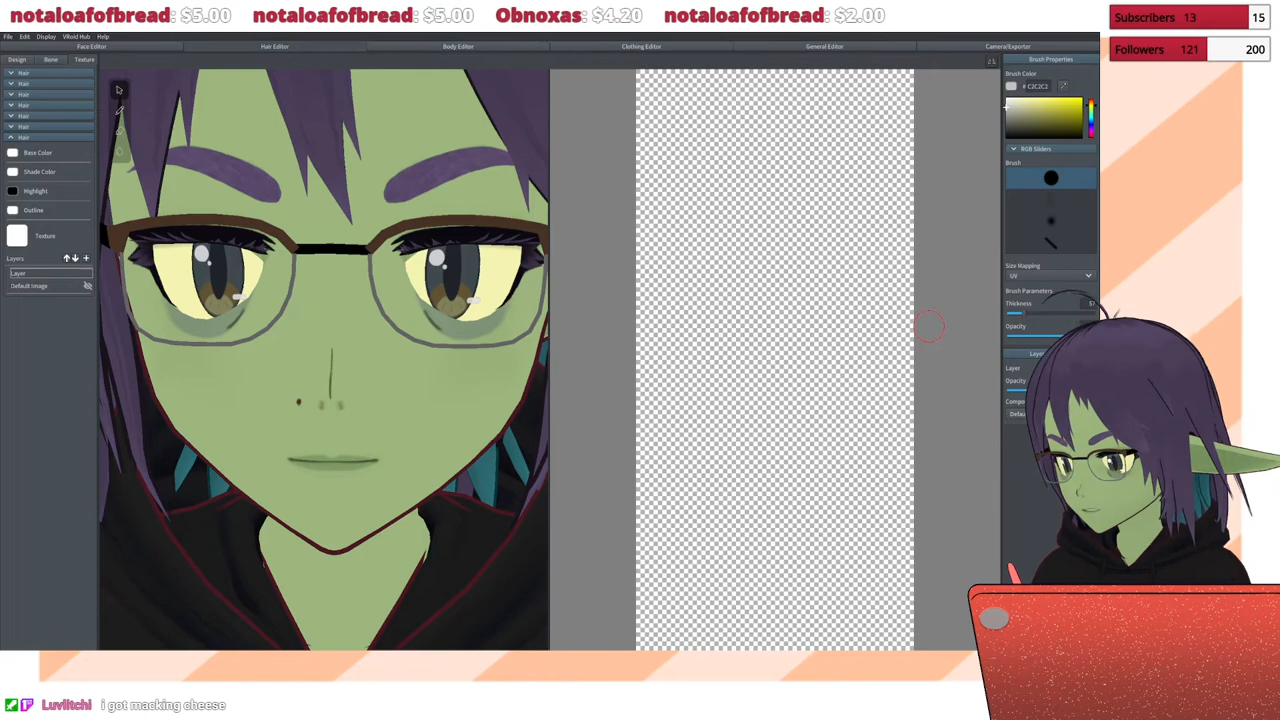 notaloafofbread: $5.00 notaloafofbread: $5.00 Obnoxas: $4.20 notaloafofbread: $2.00
Subscribers 13 15
Followers 121 200
File Edit Display VRoid Hub Help
Face Editor Hair Editor Body Editor Clothing Editor General Editor Camera/Exporter
Design Bone Texture
Hair
Hair
Hair
Hair
Hair
Hair
Hair
Base Color
Shade Color
Highlight
Outline
Texture
Layers
Layer
Default Image
Brush Properties
Brush Color
# C2C2C2
RGB Sliders
Brush
Size Mapping
UV
Brush Parameters
Thickness
Opacity
Layer
Opacity
Luvlitchi i got macking cheese